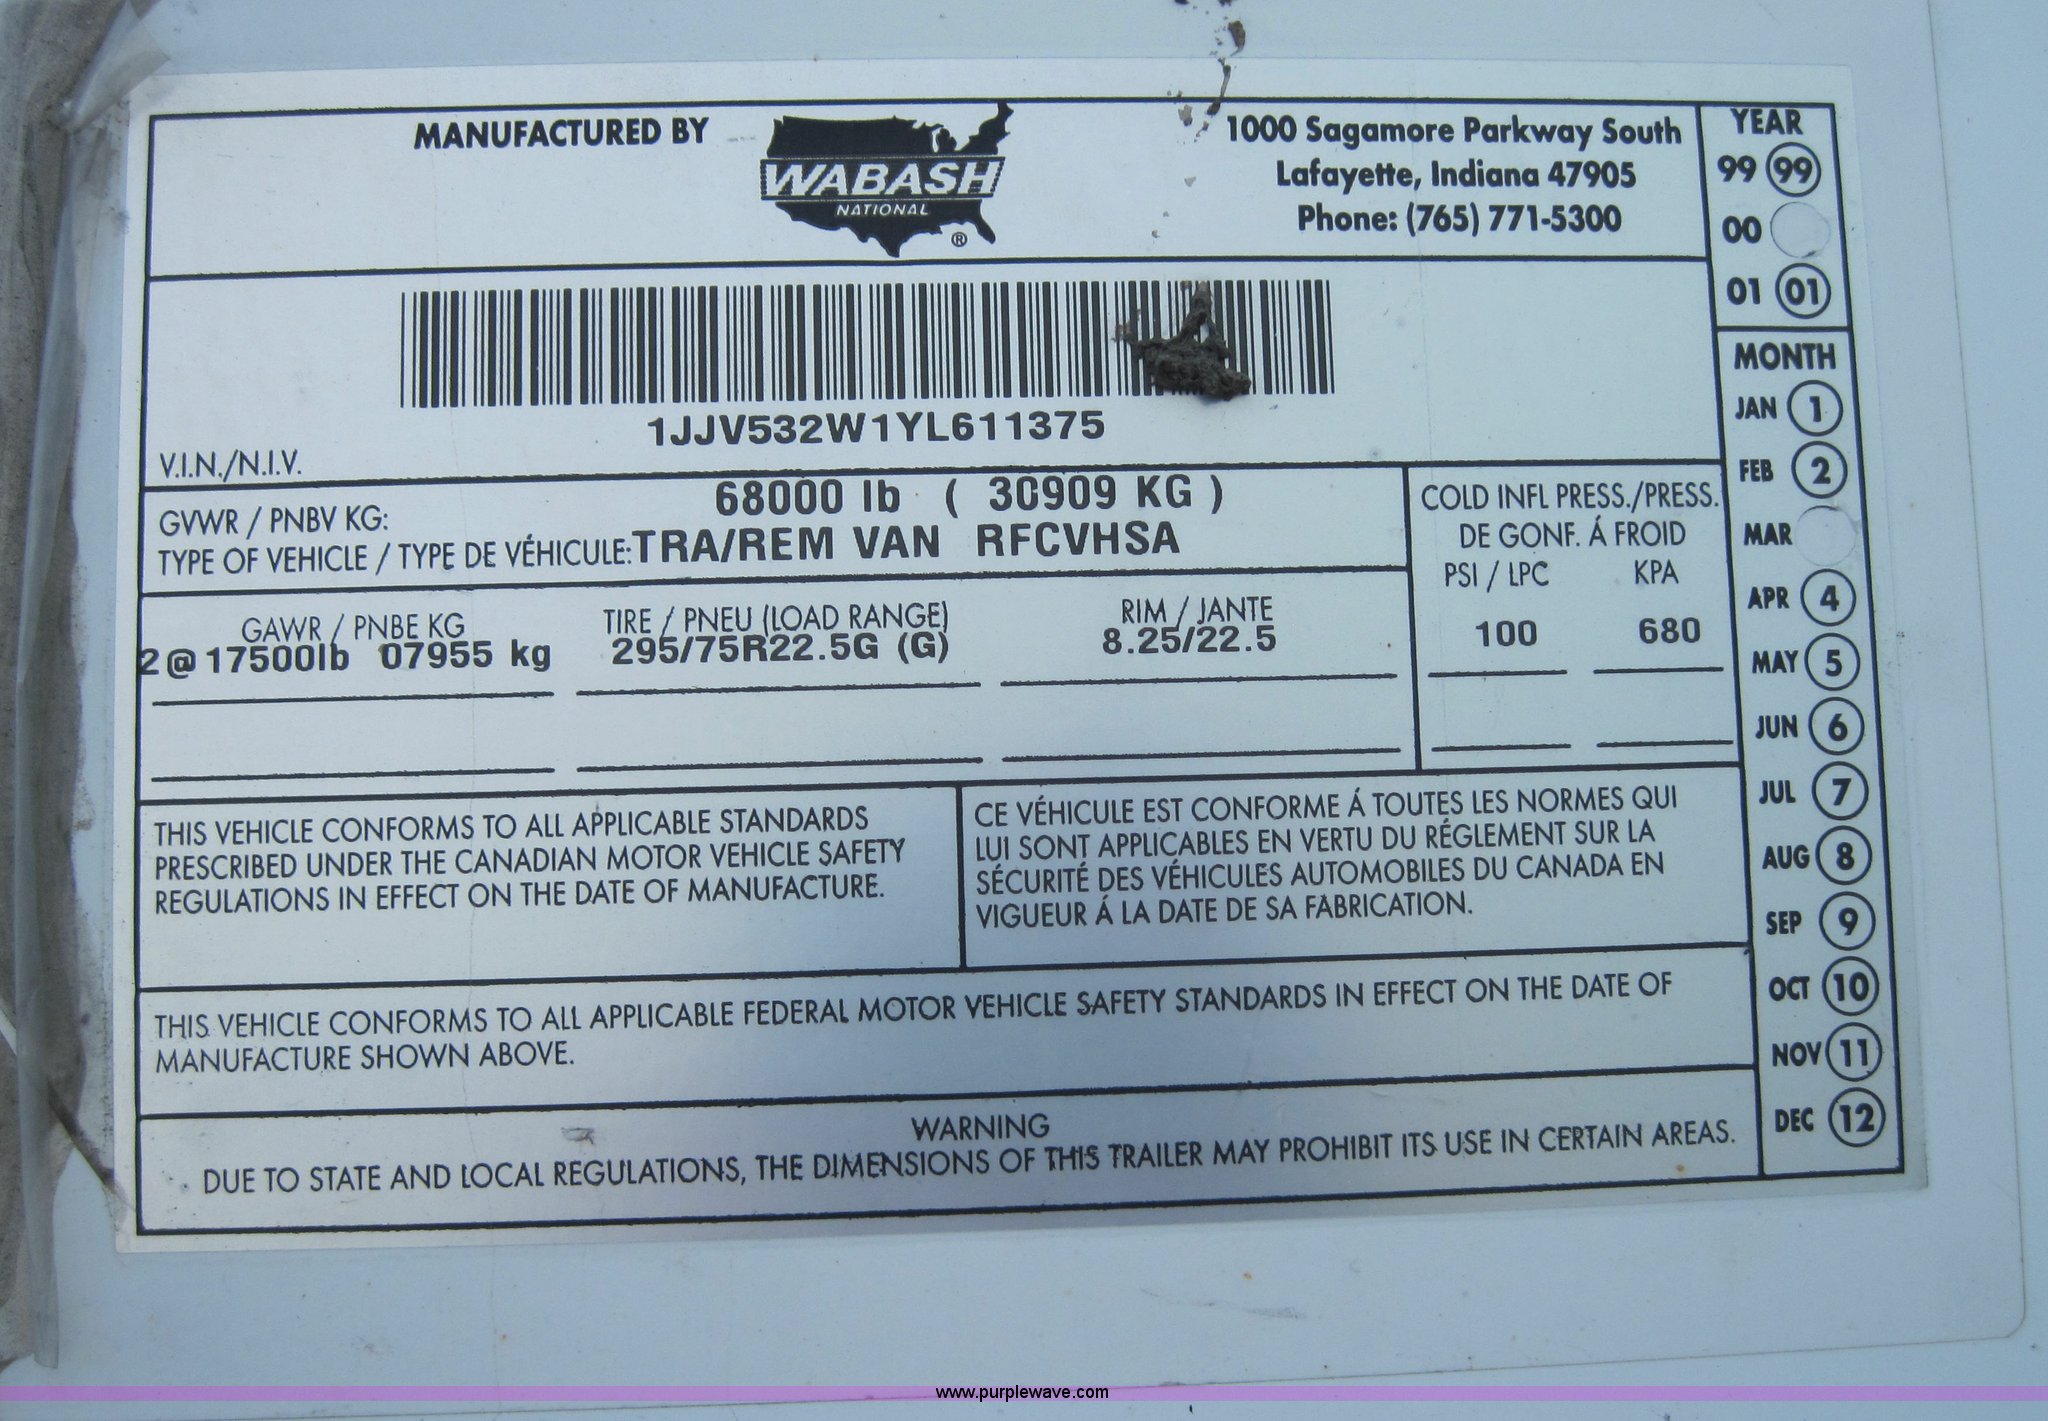 MANUFACTURED BY
WABASH
NATIONAL
®
1000 Sagamore Parkway South
Lafayette, Indiana 47905
Phone: (765) 771-5300
YEAR
99 99
00
01 01
1JJV532W1YL611375
V.I.N./N.I.V.
GVWR / PNBV KG: 68000 lb ( 30909 KG )
TYPE OF VEHICLE / TYPE DE VÉHICULE: TRA/REM VAN RFCVHSA
COLD INFL PRESS./PRESS.
DE GONF. Á FROID
PSI / LPC KPA
100 680
GAWR / PNBE KG TIRE / PNEU (LOAD RANGE) RIM / JANTE
2@17500lb 07955 kg 295/75R22.5G (G) 8.25/22.5
THIS VEHICLE CONFORMS TO ALL APPLICABLE STANDARDS
PRESCRIBED UNDER THE CANADIAN MOTOR VEHICLE SAFETY
REGULATIONS IN EFFECT ON THE DATE OF MANUFACTURE.
CE VÉHICULE EST CONFORME Á TOUTES LES NORMES QUI
LUI SONT APPLICABLES EN VERTU DU RÉGLEMENT SUR LA
SÉCURITÉ DES VÉHICULES AUTOMOBILES DU CANADA EN
VIGUEUR Á LA DATE DE SA FABRICATION.
THIS VEHICLE CONFORMS TO ALL APPLICABLE FEDERAL MOTOR VEHICLE SAFETY STANDARDS IN EFFECT ON THE DATE OF
MANUFACTURE SHOWN ABOVE.
WARNING
DUE TO STATE AND LOCAL REGULATIONS, THE DIMENSIONS OF THIS TRAILER MAY PROHIBIT ITS USE IN CERTAIN AREAS.
MONTH
JAN 1
FEB 2
MAR
APR 4
MAY 5
JUN 6
JUL 7
AUG 8
SEP 9
OCT 10
NOV 11
DEC 12
www.purplewave.com